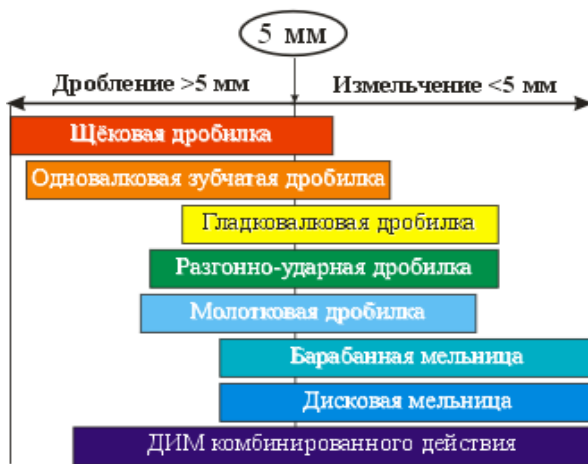 5 мм
Дробление >5 мм
Измельчение <5 мм
Щёковая дробилка
Одновалковая зубчатая дробилка
Гладковалковая дробилка
Разгонно-ударная дробилка
Молотковая дробилка
Барабанная мельница
Дисковая мельница
ДИМ комбинированного действия